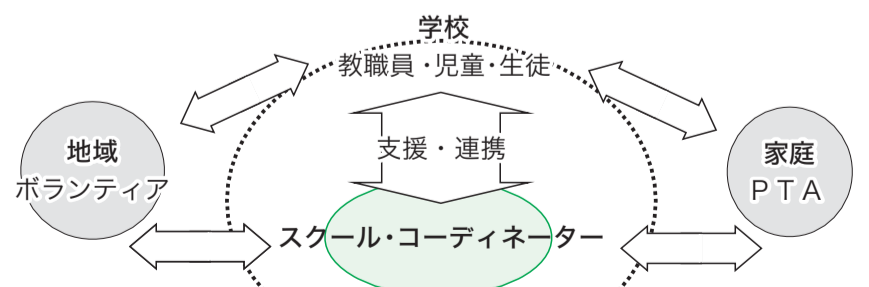 学校
教職員・児童・生徒
支援・連携
地域
ボランティア
家庭
ＰＴＡ
スクール・コーディネーター